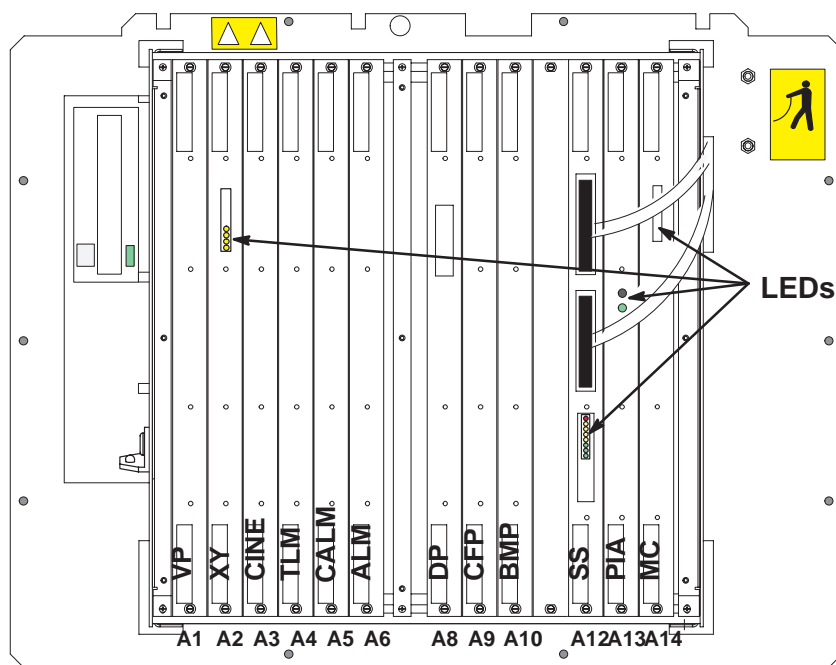 LEDs
VP
XY
CINE
TLM
CALM
ALM
DP
CFP
BMP
SS
PIA
MC
A1 A2 A3 A4 A5 A6 A8 A9 A10 A12 A13 A14